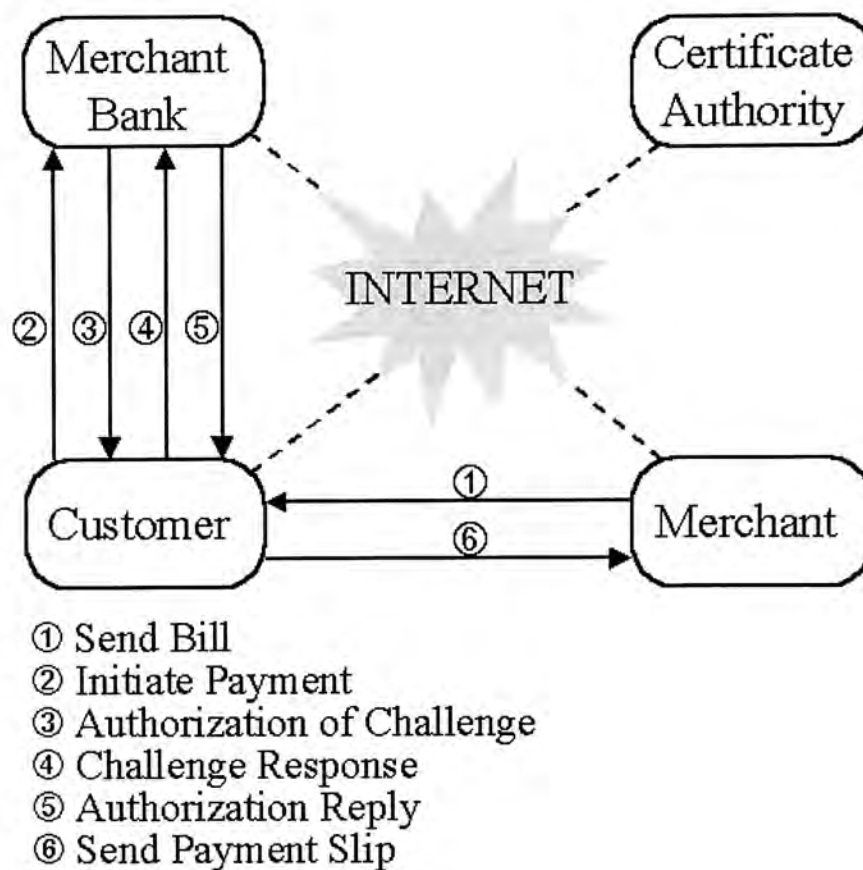 Merchant
Bank
Certificate
Authority
INTERNET
② ③ ④ ⑤
①
Customer
Merchant
⑥
① Send Bill
② Initiate Payment
③ Authorization of Challenge
④ Challenge Response
⑤ Authorization Reply
⑥ Send Payment Slip